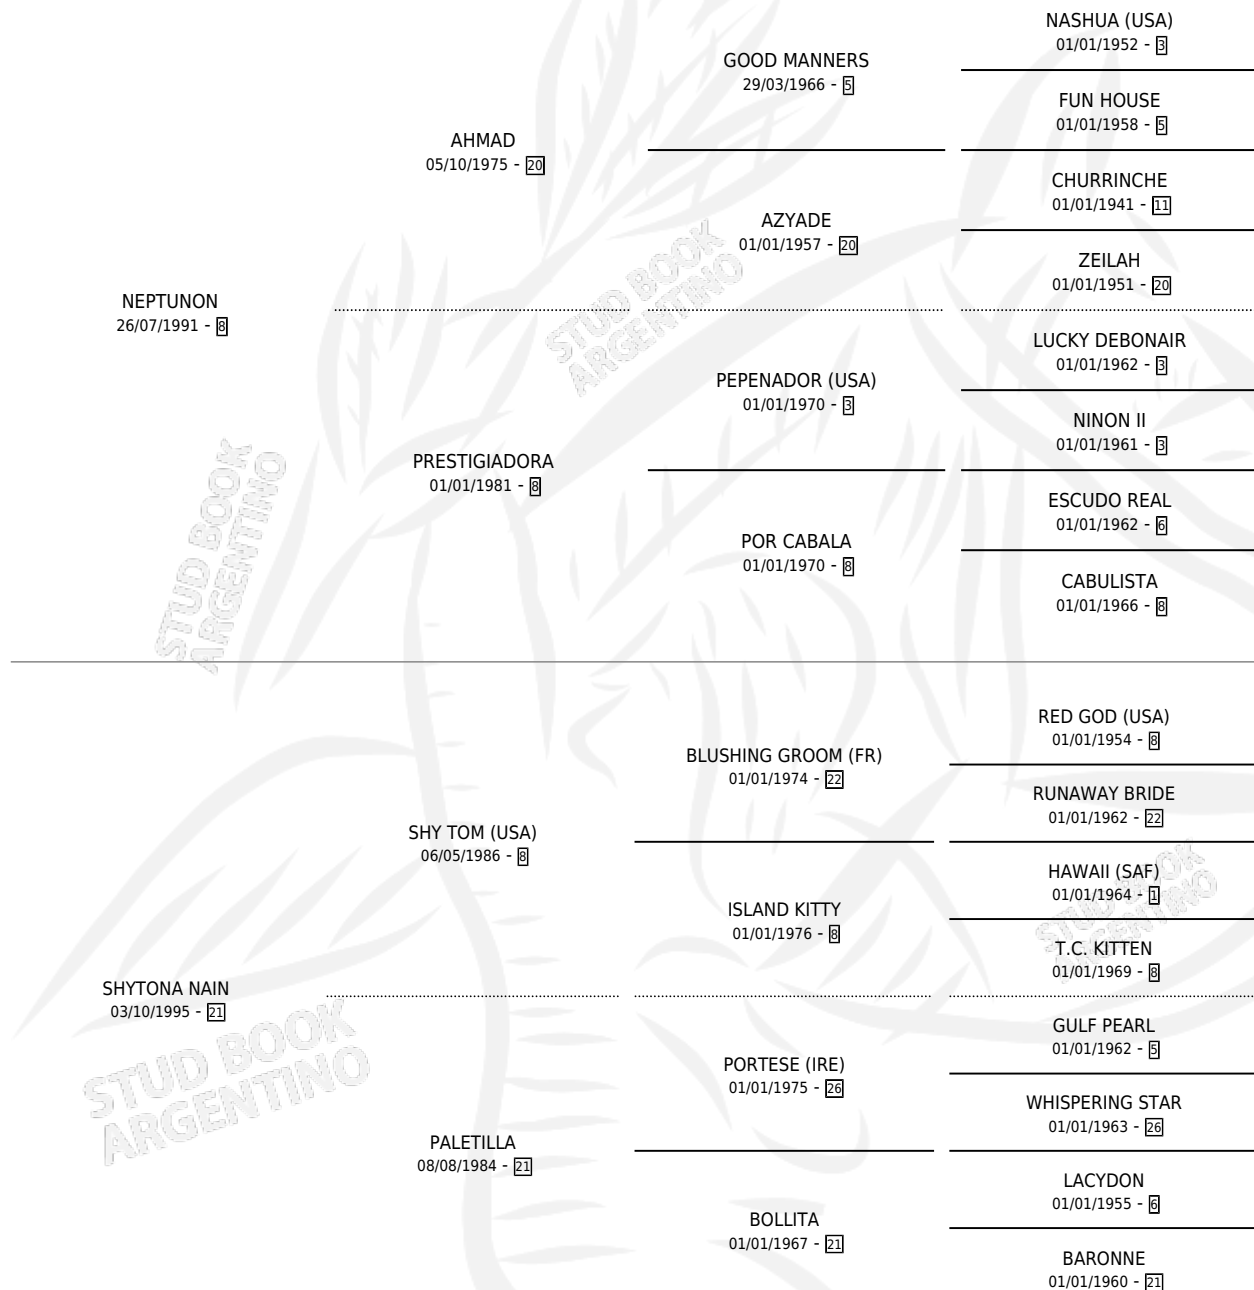 NASHUA (USA)
01/01/1952 - 3
GOOD MANNERS
29/03/1966 - 5
FUN HOUSE
01/01/1958 - 5
AHMAD
05/10/1975 - 20
CHURRINCHE
01/01/1941 - 11
AZYADE
01/01/1957 - 20
ZEILAH
01/01/1951 - 20
NEPTUNON
26/07/1991 - 8
LUCKY DEBONAIR
01/01/1962 - 3
PEPENADOR (USA)
01/01/1970 - 3
NINON II
01/01/1961 - 3
PRESTIGIADORA
01/01/1981 - 8
ESCUDO REAL
01/01/1962 - 6
POR CABALA
01/01/1970 - 8
CABULISTA
01/01/1966 - 8
RED GOD (USA)
01/01/1954 - 8
BLUSHING GROOM (FR)
01/01/1974 - 22
RUNAWAY BRIDE
01/01/1962 - 22
SHY TOM (USA)
06/05/1986 - 8
HAWAII (SAF)
01/01/1964 - 1
ISLAND KITTY
01/01/1976 - 8
T.C. KITTEN
01/01/1969 - 8
SHYTONA NAIN
03/10/1995 - 21
GULF PEARL
01/01/1962 - 5
PORTESE (IRE)
01/01/1975 - 26
WHISPERING STAR
01/01/1963 - 26
PALETILLA
08/08/1984 - 21
LACYDON
01/01/1955 - 6
BOLLITA
01/01/1967 - 21
BARONNE
01/01/1960 - 21
STUD BOOK
ARGENTINO
STUD BOOK
ARGENTINO
STUD BOOK
ARGENTINO
STUD BOOK
ARGENTINO